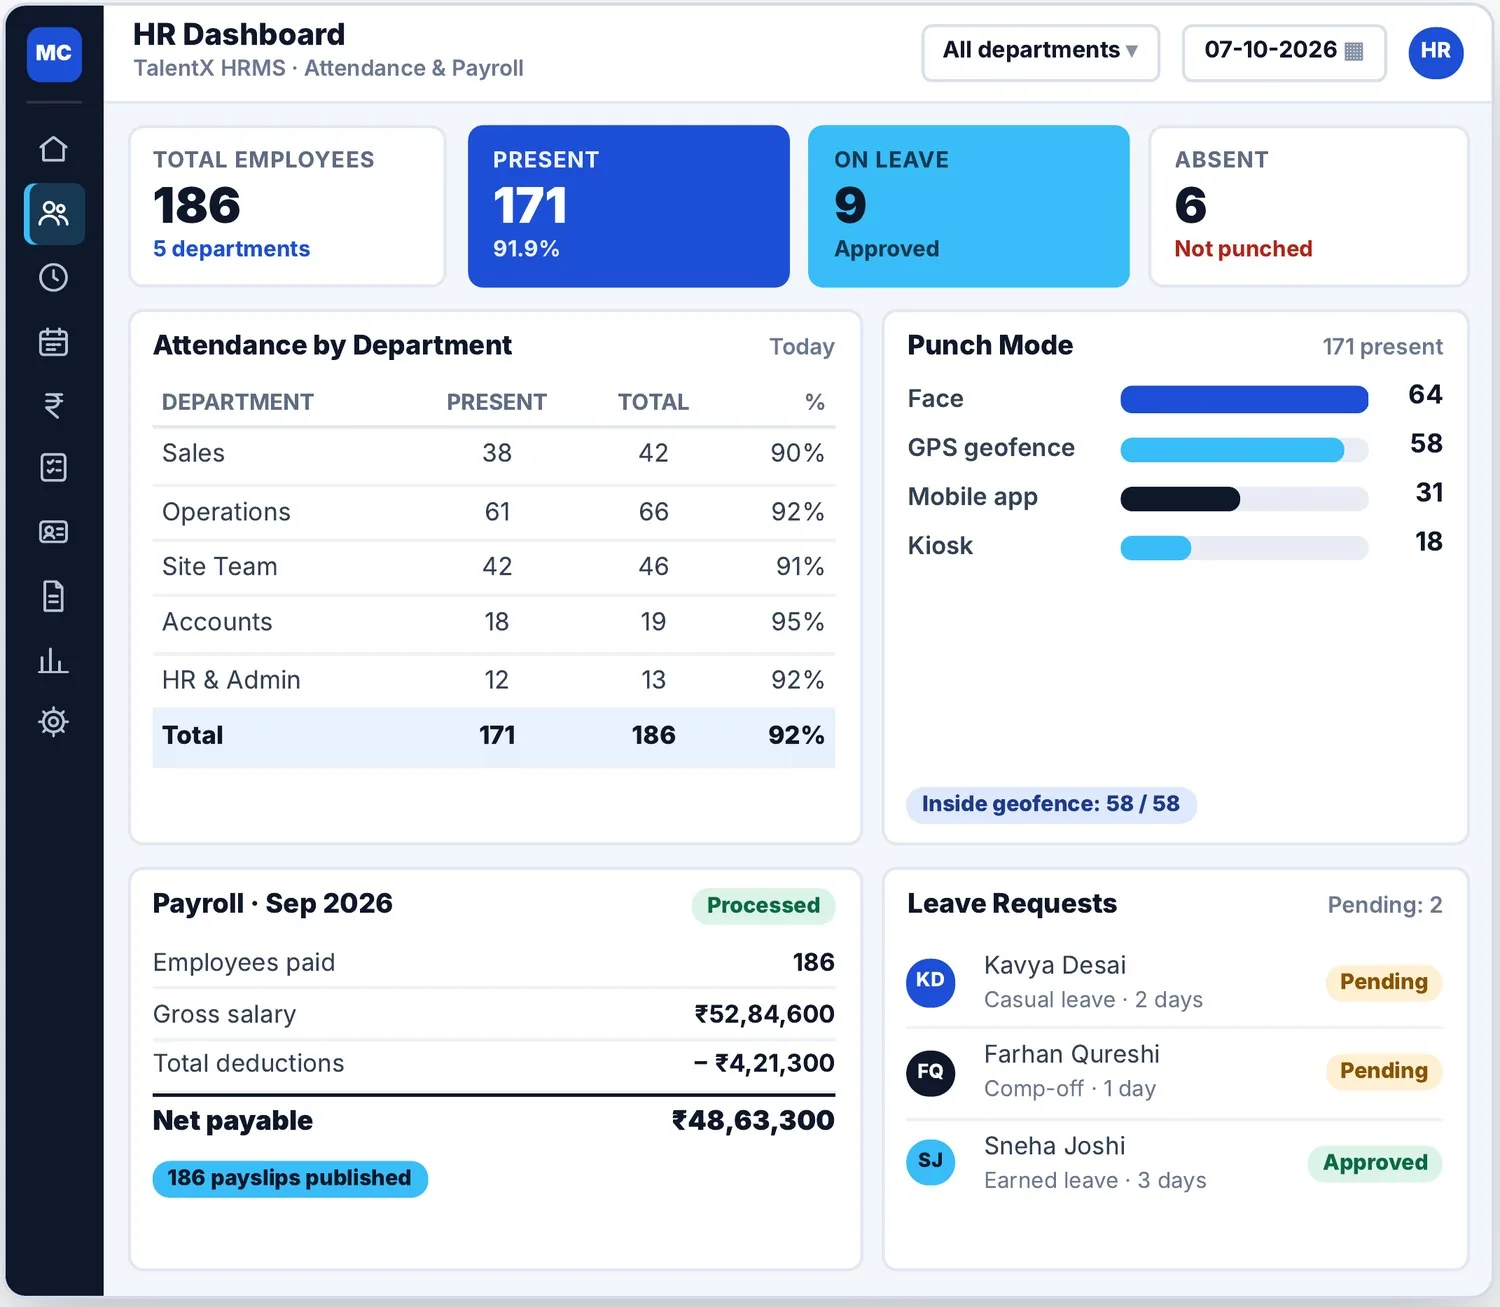 MC
HR Dashboard
TalentX HRMS · Attendance & Payroll
All departments ▾
07-10-2026
HR
TOTAL EMPLOYEES
186
5 departments
PRESENT
171
91.9%
ON LEAVE
9
Approved
ABSENT
6
Not punched
Attendance by Department
Today
DEPARTMENT PRESENT TOTAL %
Sales 38 42 90%
Operations 61 66 92%
Site Team 42 46 91%
Accounts 18 19 95%
HR & Admin 12 13 92%
Total 171 186 92%
Punch Mode
171 present
Face 64
GPS geofence 58
Mobile app 31
Kiosk 18
Inside geofence: 58 / 58
Payroll · Sep 2026
Processed
Employees paid 186
Gross salary ₹52,84,600
Total deductions − ₹4,21,300
Net payable ₹48,63,300
186 payslips published
Leave Requests
Pending: 2
KD
Kavya Desai
Casual leave · 2 days
Pending
FQ
Farhan Qureshi
Comp-off · 1 day
Pending
SJ
Sneha Joshi
Earned leave · 3 days
Approved